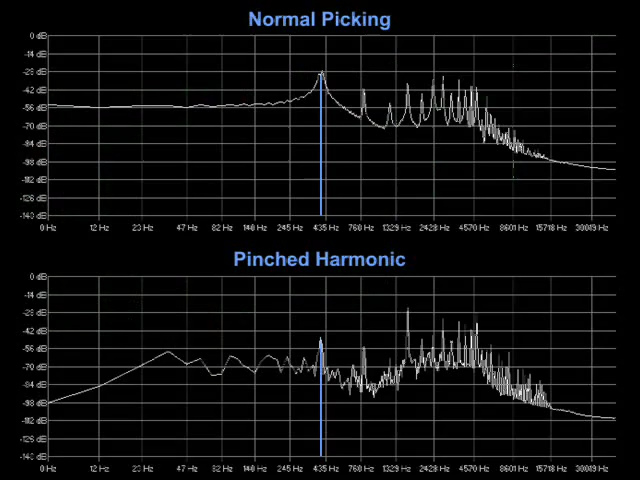 Normal Picking
0 dB
-14 dB
-28 dB
-42 dB
-56 dB
-70 dB
-84 dB
-98 dB
-112 dB
-126 dB
-140 dB
0 Hz 12 Hz 23 Hz 47 Hz 82 Hz 140 Hz 245 Hz 435 Hz 760 Hz 1329 Hz 2428 Hz 4570 Hz 8601 Hz 15718 Hz 30049 Hz
Pinched Harmonic
0 dB
-14 dB
-28 dB
-42 dB
-56 dB
-70 dB
-84 dB
-98 dB
-112 dB
-126 dB
-140 dB
0 Hz 12 Hz 23 Hz 47 Hz 82 Hz 140 Hz 245 Hz 435 Hz 760 Hz 1329 Hz 2428 Hz 4570 Hz 8601 Hz 15718 Hz 30049 Hz